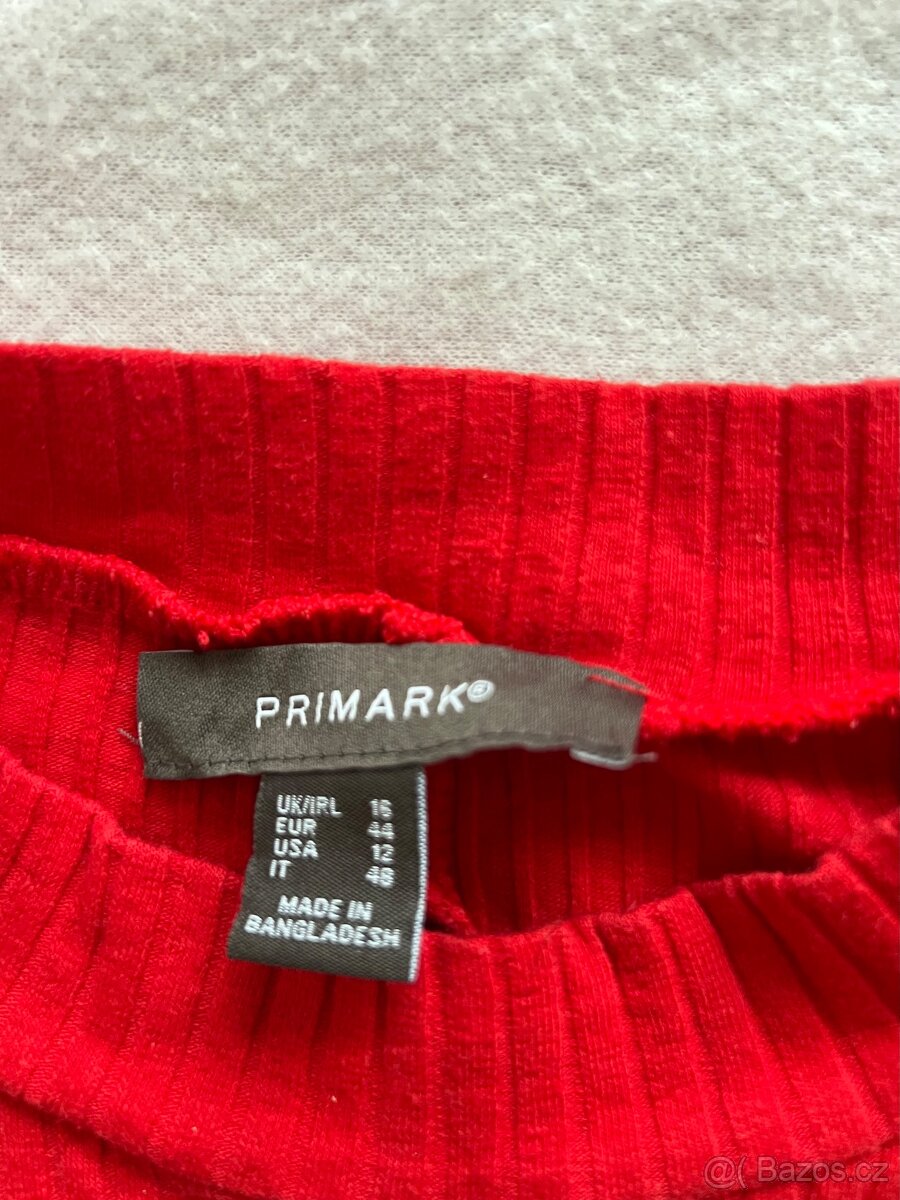 PRIMARK®
UK/IRL 16
EUR 44
USA 12
IT 48
MADE IN
BANGLADESH
@( Bazos.cz